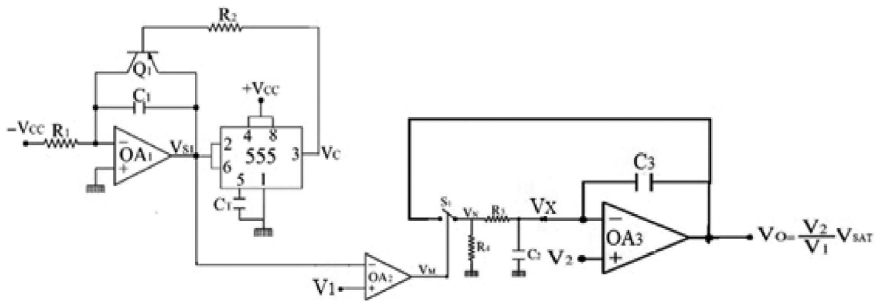 R2
Q1
C1
+VCC
-VCC R1
4 8
- OA1 +
VS1
2 555 3 VC
6
5 1
C3
S1 VN R3 VX
R4 C2
- OA3 +
V2
VO= V2/V1 VSAT
- OA2 +
VM
V1